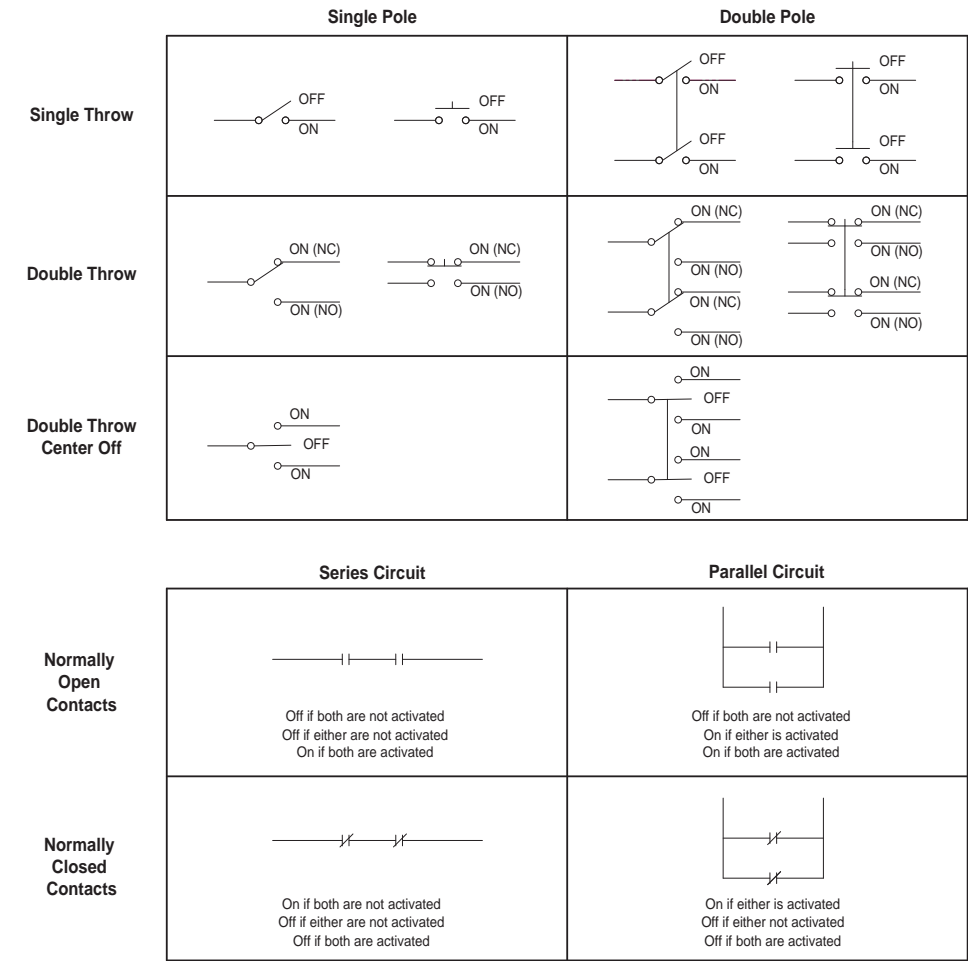 Single Pole
Double Pole
Single Throw
OFF
ON
OFF
ON
OFF
ON
OFF
ON
OFF
ON
OFF
ON
Double Throw
ON (NC)
ON (NO)
ON (NC)
ON (NO)
ON (NC)
ON (NO)
ON (NC)
ON (NO)
ON (NC)
ON (NO)
ON (NC)
ON (NO)
Double Throw
Center Off
ON
OFF
ON
ON
OFF
ON
ON
OFF
ON
Series Circuit
Parallel Circuit
Normally
Open
Contacts
Off if both are not activated
Off if either are not activated
On if both are activated
Off if both are not activated
On if either is activated
On if both are activated
Normally
Closed
Contacts
On if both are not activated
Off if either are not activated
Off if both are activated
On if either is activated
Off if either not activated
Off if both are activated